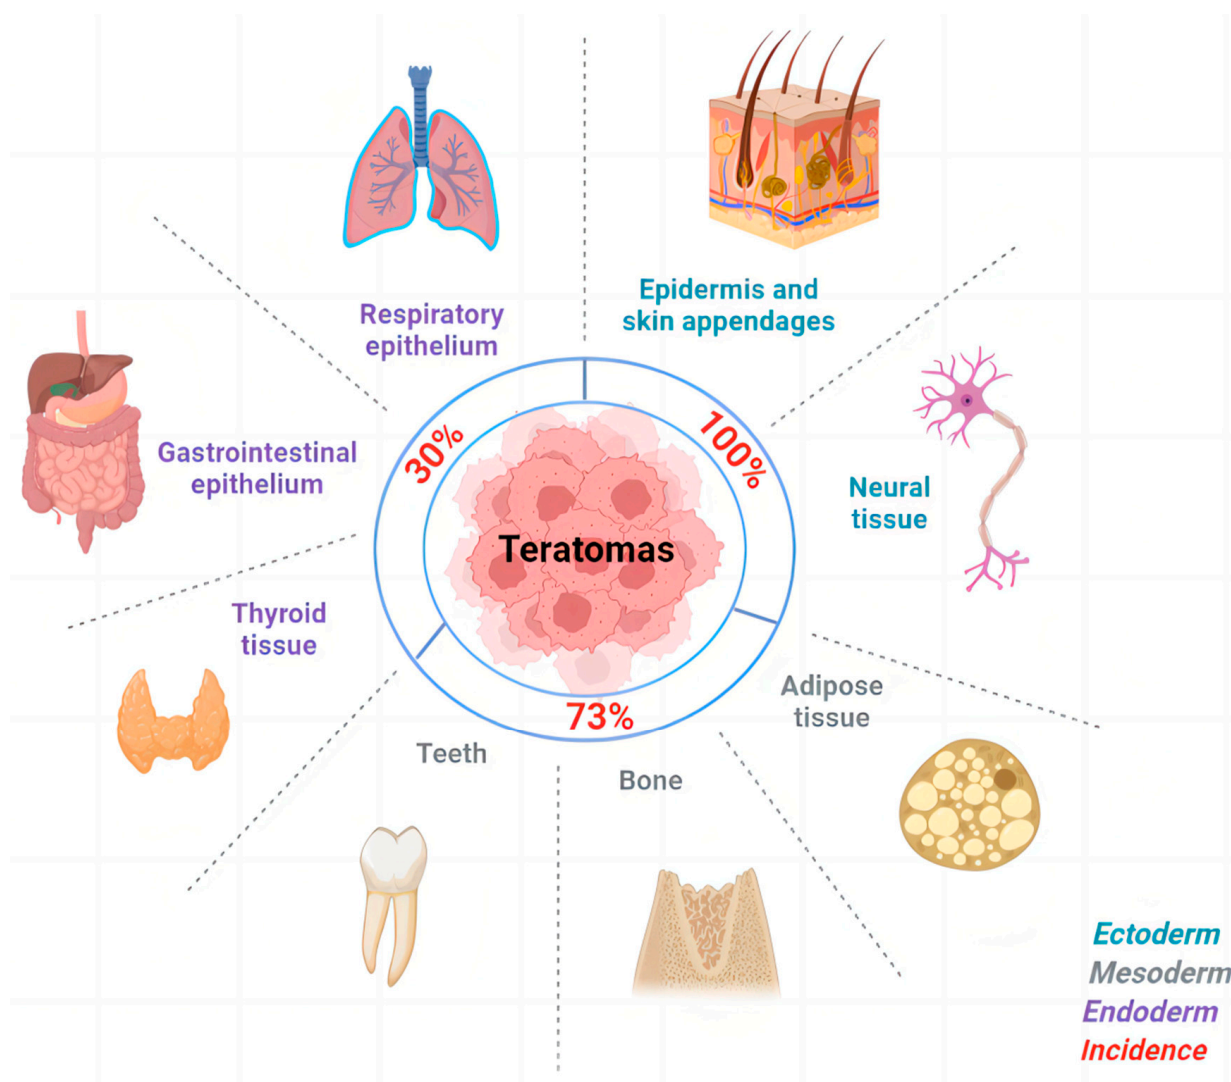 Respiratory
epithelium
Epidermis and
skin appendages
30%
100%
Gastrointestinal
epithelium
Neural
tissue
Teratomas
Thyroid
tissue
Adipose
tissue
73%
Teeth
Bone
Ectoderm
Mesoderm
Endoderm
Incidence